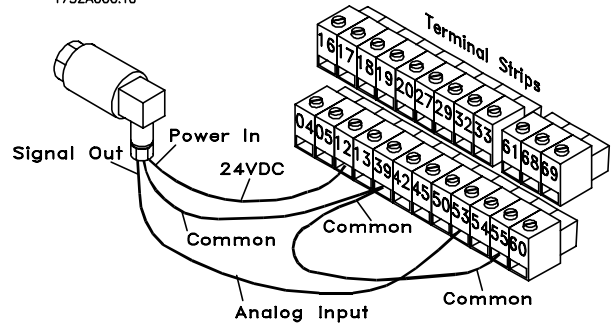 Terminal Strips
16 17 18 19 20 27 29 32 33
61 68 69
04 05 12 13 39 42 45 50 53 54 55 60
Power In
Signal Out
24VDC
Common
Common
Common
Analog Input